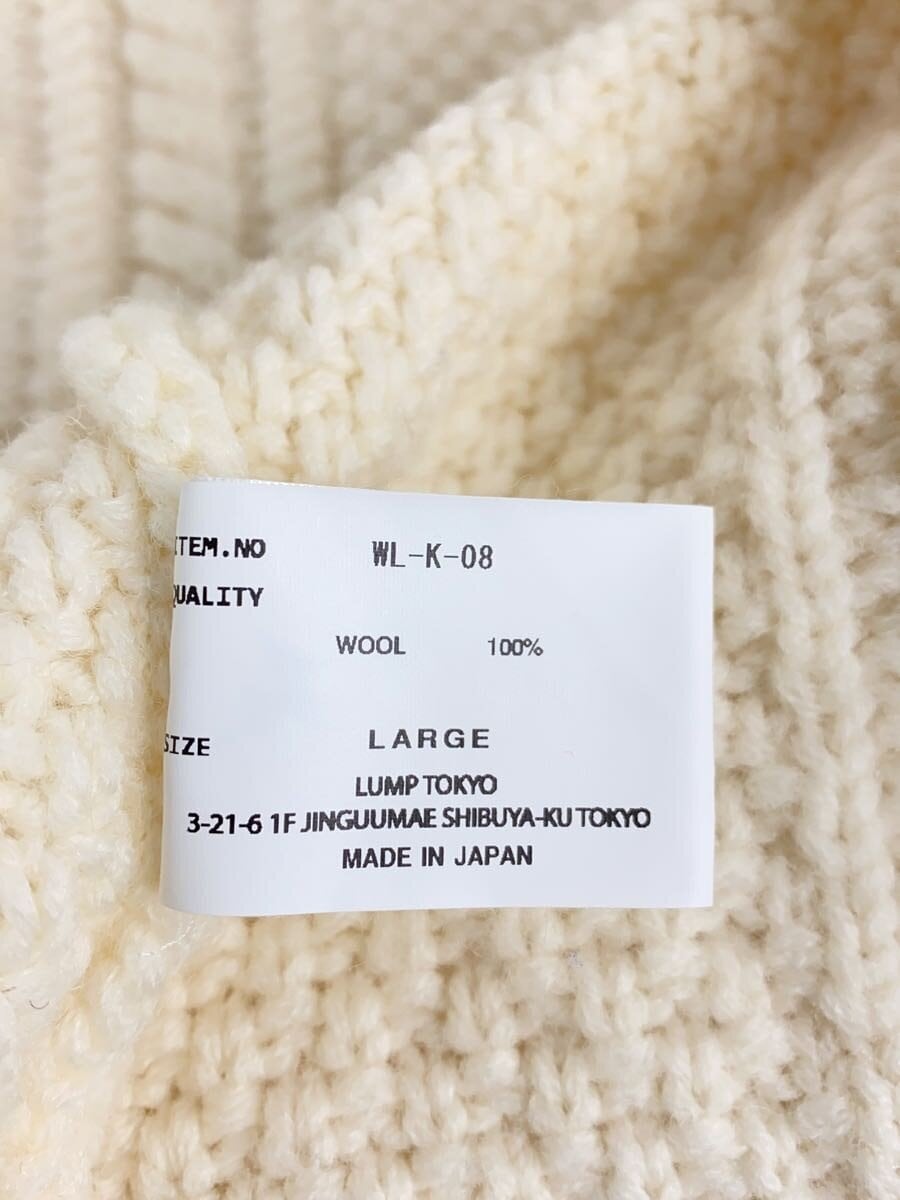 ITEM.NO WL-K-08
QUALITY
WOOL 100%
SIZE LARGE
LUMP TOKYO
3-21-6 1F JINGUUMAE SHIBUYA-KU TOKYO
MADE IN JAPAN